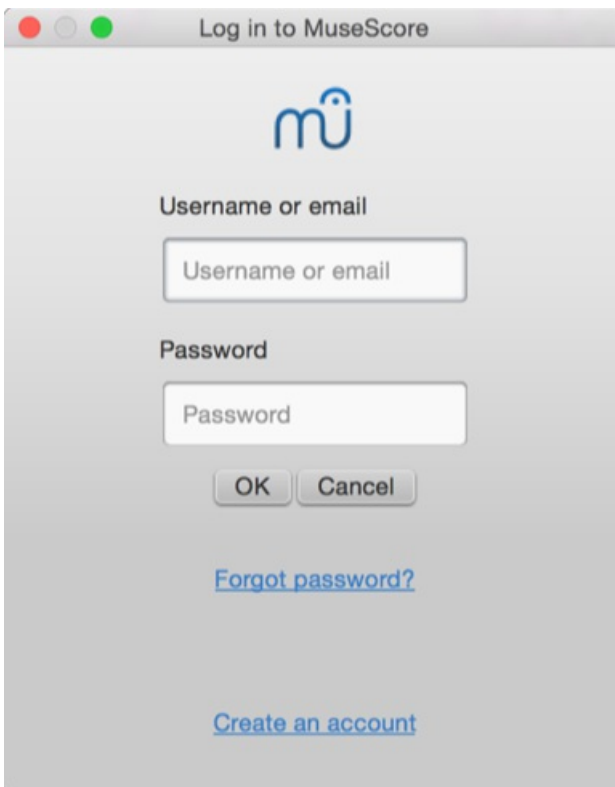 Log in to MuseScore
mu
Username or email
Username or email
Password
Password
OK Cancel
Forgot password?
Create an account